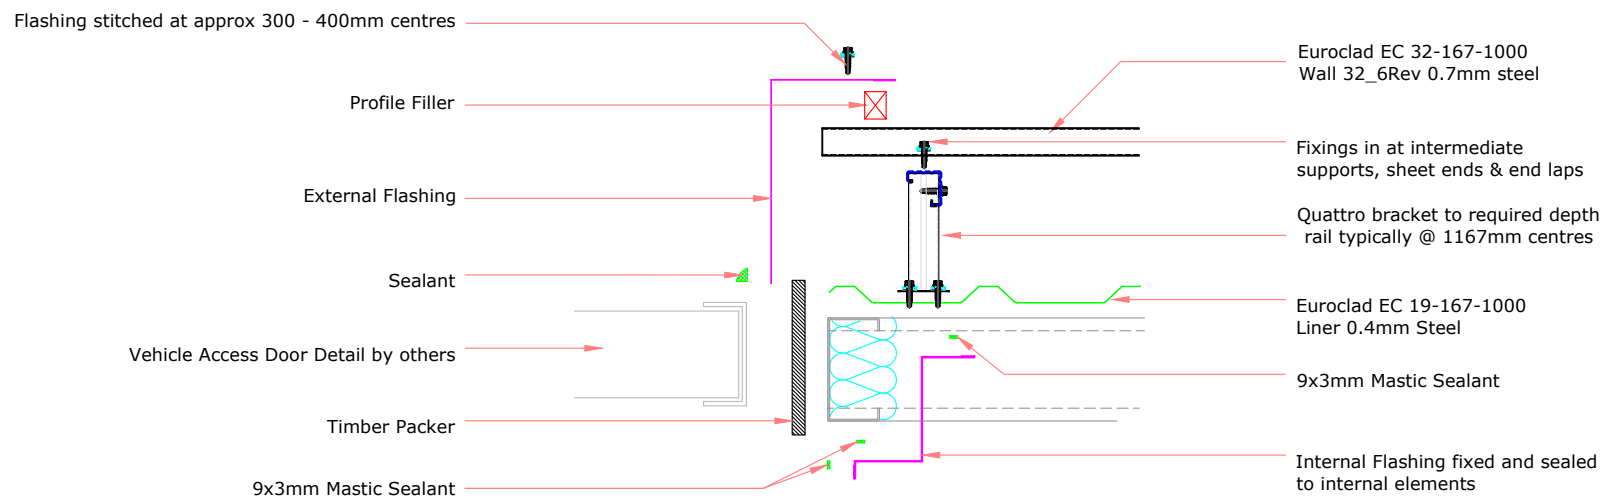 Flashing stitched at approx 300 - 400mm centres
Profile Filler
External Flashing
Sealant
Vehicle Access Door Detail by others
Timber Packer
9x3mm Mastic Sealant
Euroclad EC 32-167-1000
Wall 32_6Rev 0.7mm steel
Fixings in at intermediate
supports, sheet ends & end laps
Quattro bracket to required depth
rail typically @ 1167mm centres
Euroclad EC 19-167-1000
Liner 0.4mm Steel
9x3mm Mastic Sealant
Internal Flashing fixed and sealed
to internal elements